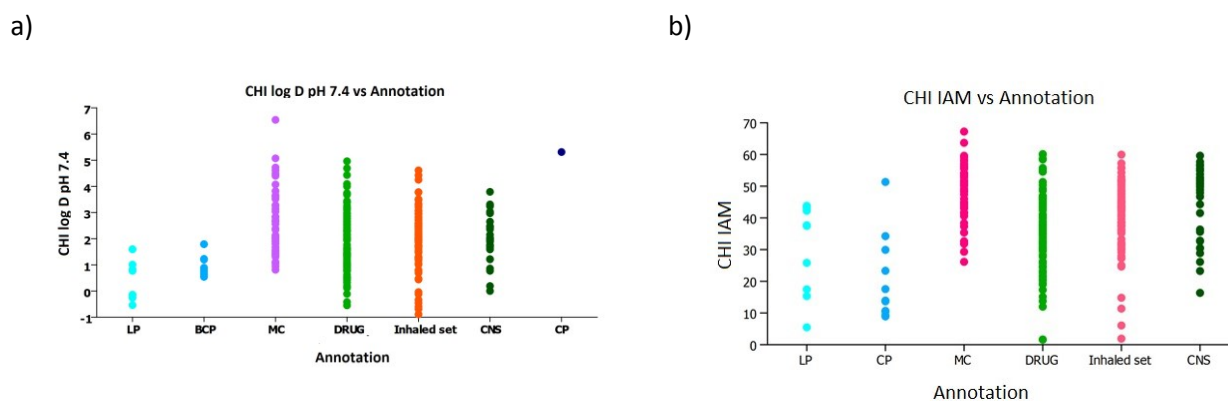 a)
CHI log D pH 7.4 vs Annotation
CHI log D pH 7.4
7
6
5
4
3
2
1
0
-1
LP BCP MC DRUG Inhaled set CNS CP
Annotation
b)
CHI IAM vs Annotation
CHI IAM
70
60
50
40
30
20
10
0
LP CP MC DRUG Inhaled set CNS
Annotation